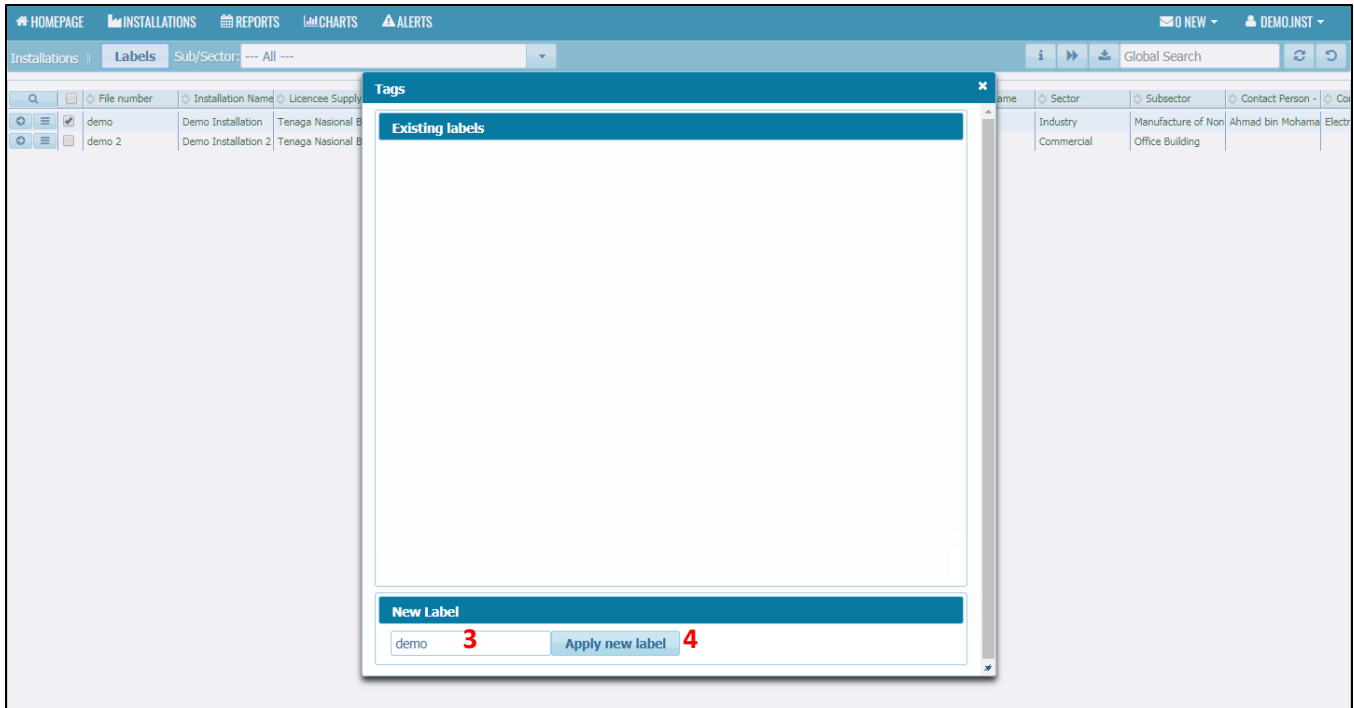 HOMEPAGE INSTALLATIONS REPORTS CHARTS ALERTS 0 NEW DEMO.INST
Installations Labels Sub/Sector: --- All --- i Global Search
Tags
File number Installation Name Licencee Supply ame Sector Subsector Contact Person - Co
demo Demo Installation Tenaga Nasional B Industry Manufacture of Non Ahmad bin Mohama Electr
demo 2 Demo Installation 2 Tenaga Nasional B Commercial Office Building
Existing labels
New Label
demo 3 Apply new label 4